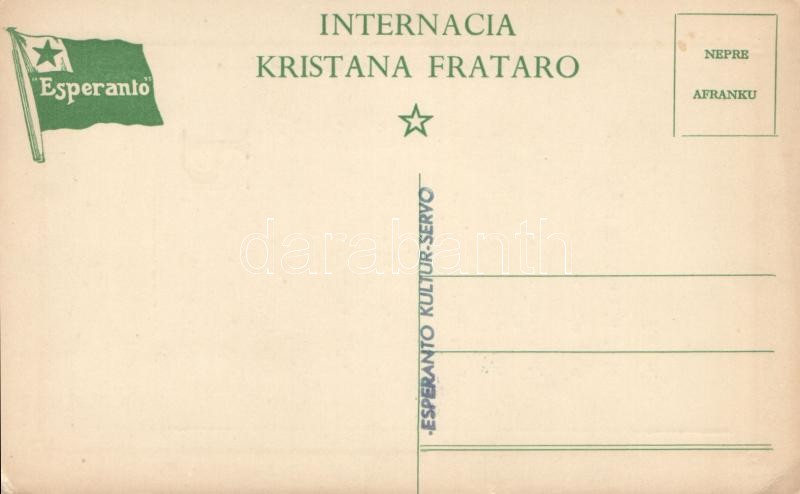 INTERNACIA
KRISTANA FRATARO
"Esperanto"
NEPRE
AFRANKU
-ESPERANTO KULTUR-SERVO
darabanth